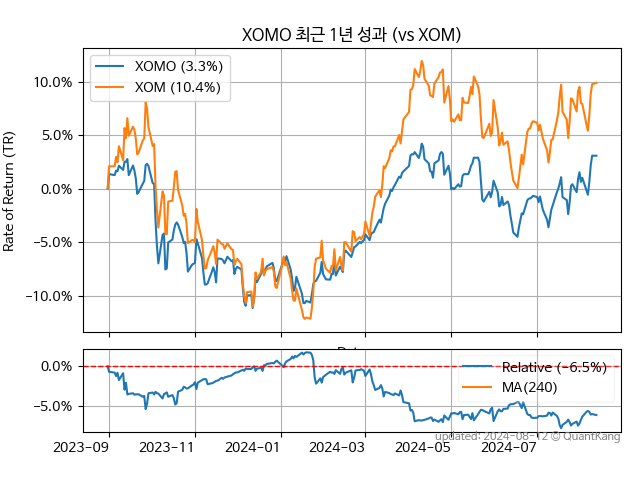 XOMO 최근 1년 성과 (vs XOM)
XOMO (3.3%)
XOM (10.4%)
Rate of Return (TR)
10.0%
5.0%
0.0%
−5.0%
−10.0%
0.0%
−5.0%
Relative (−6.5%)
MA(240)
2023-09
2023-11
2024-01
2024-03
2024-05
2024-07
updated: 2024-08-12 © QuantKang